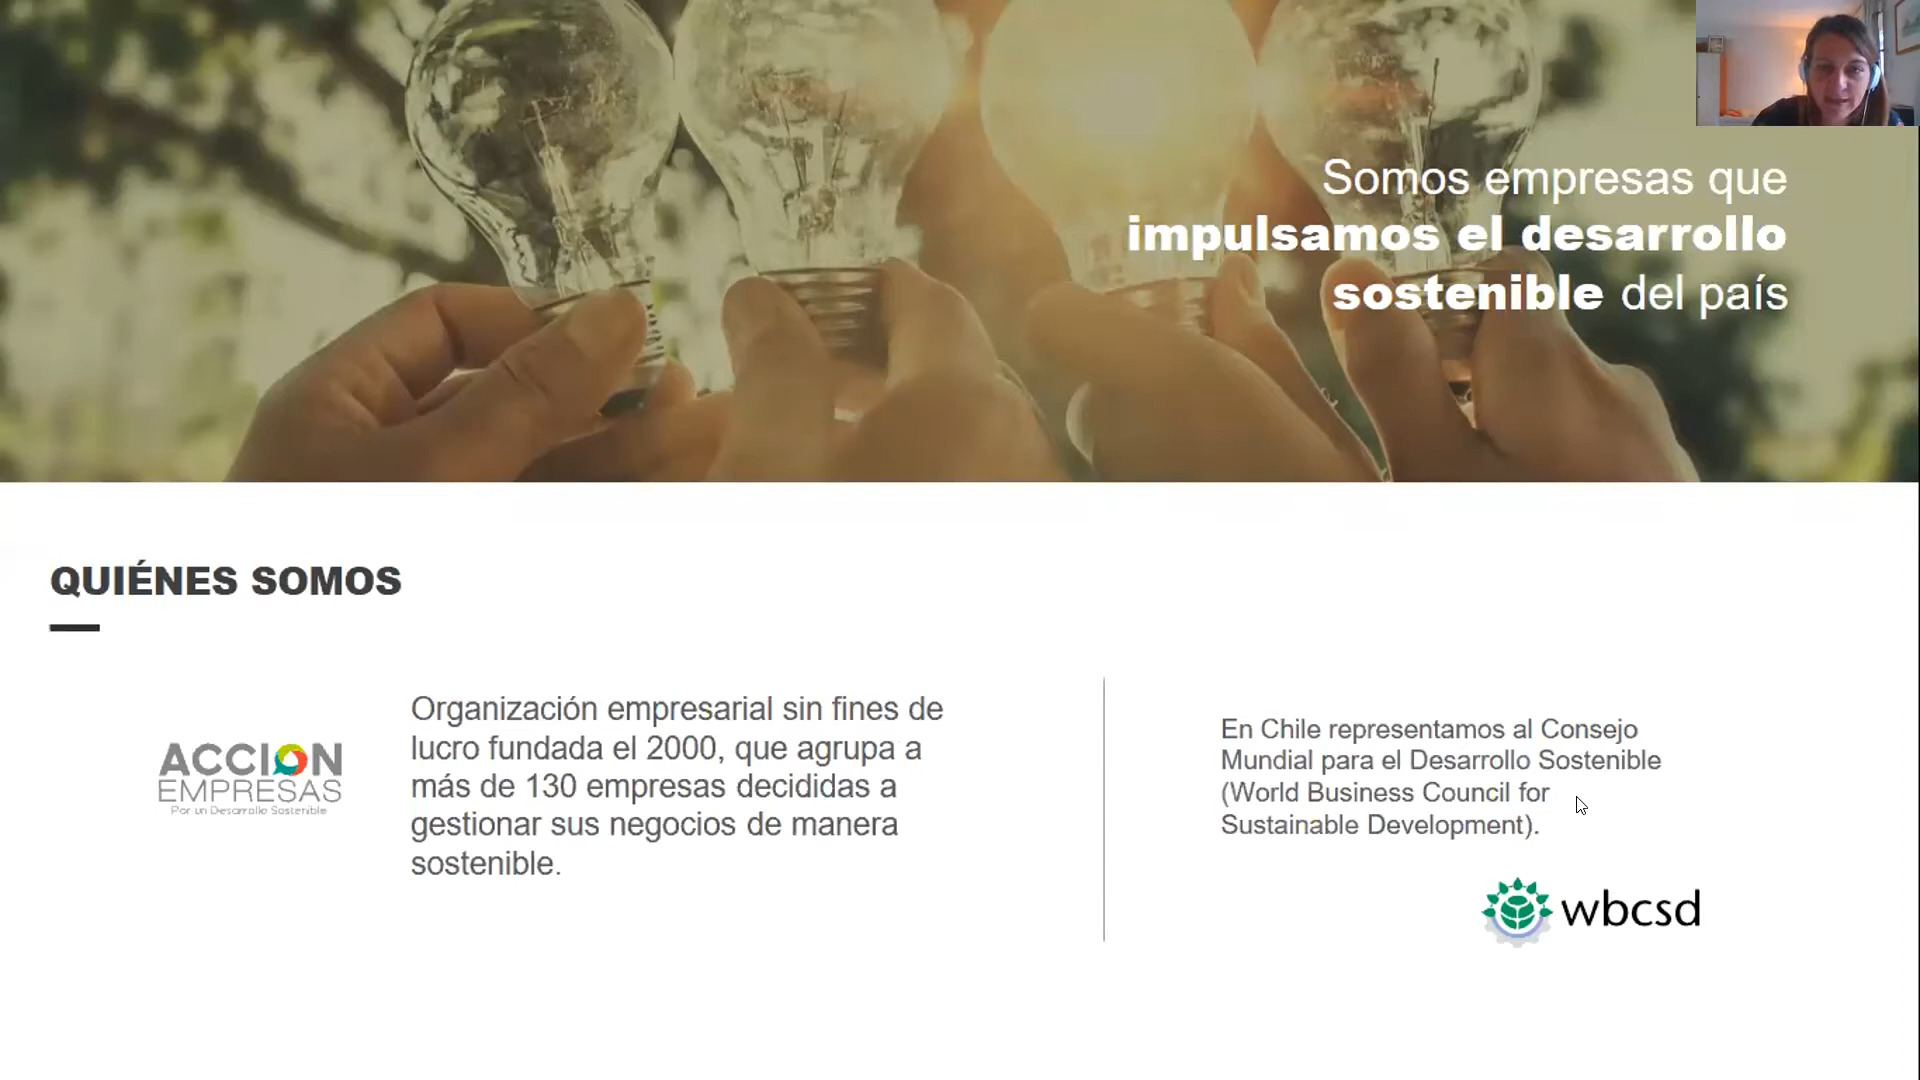 Somos empresas que
impulsamos el desarrollo
sostenible del país
QUIÉNES SOMOS
ACCION
EMPRESAS
Por un Desarrollo Sostenible
Organización empresarial sin fines de
lucro fundada el 2000, que agrupa a
más de 130 empresas decididas a
gestionar sus negocios de manera
sostenible.
En Chile representamos al Consejo
Mundial para el Desarrollo Sostenible
(World Business Council for
Sustainable Development).
wbcsd